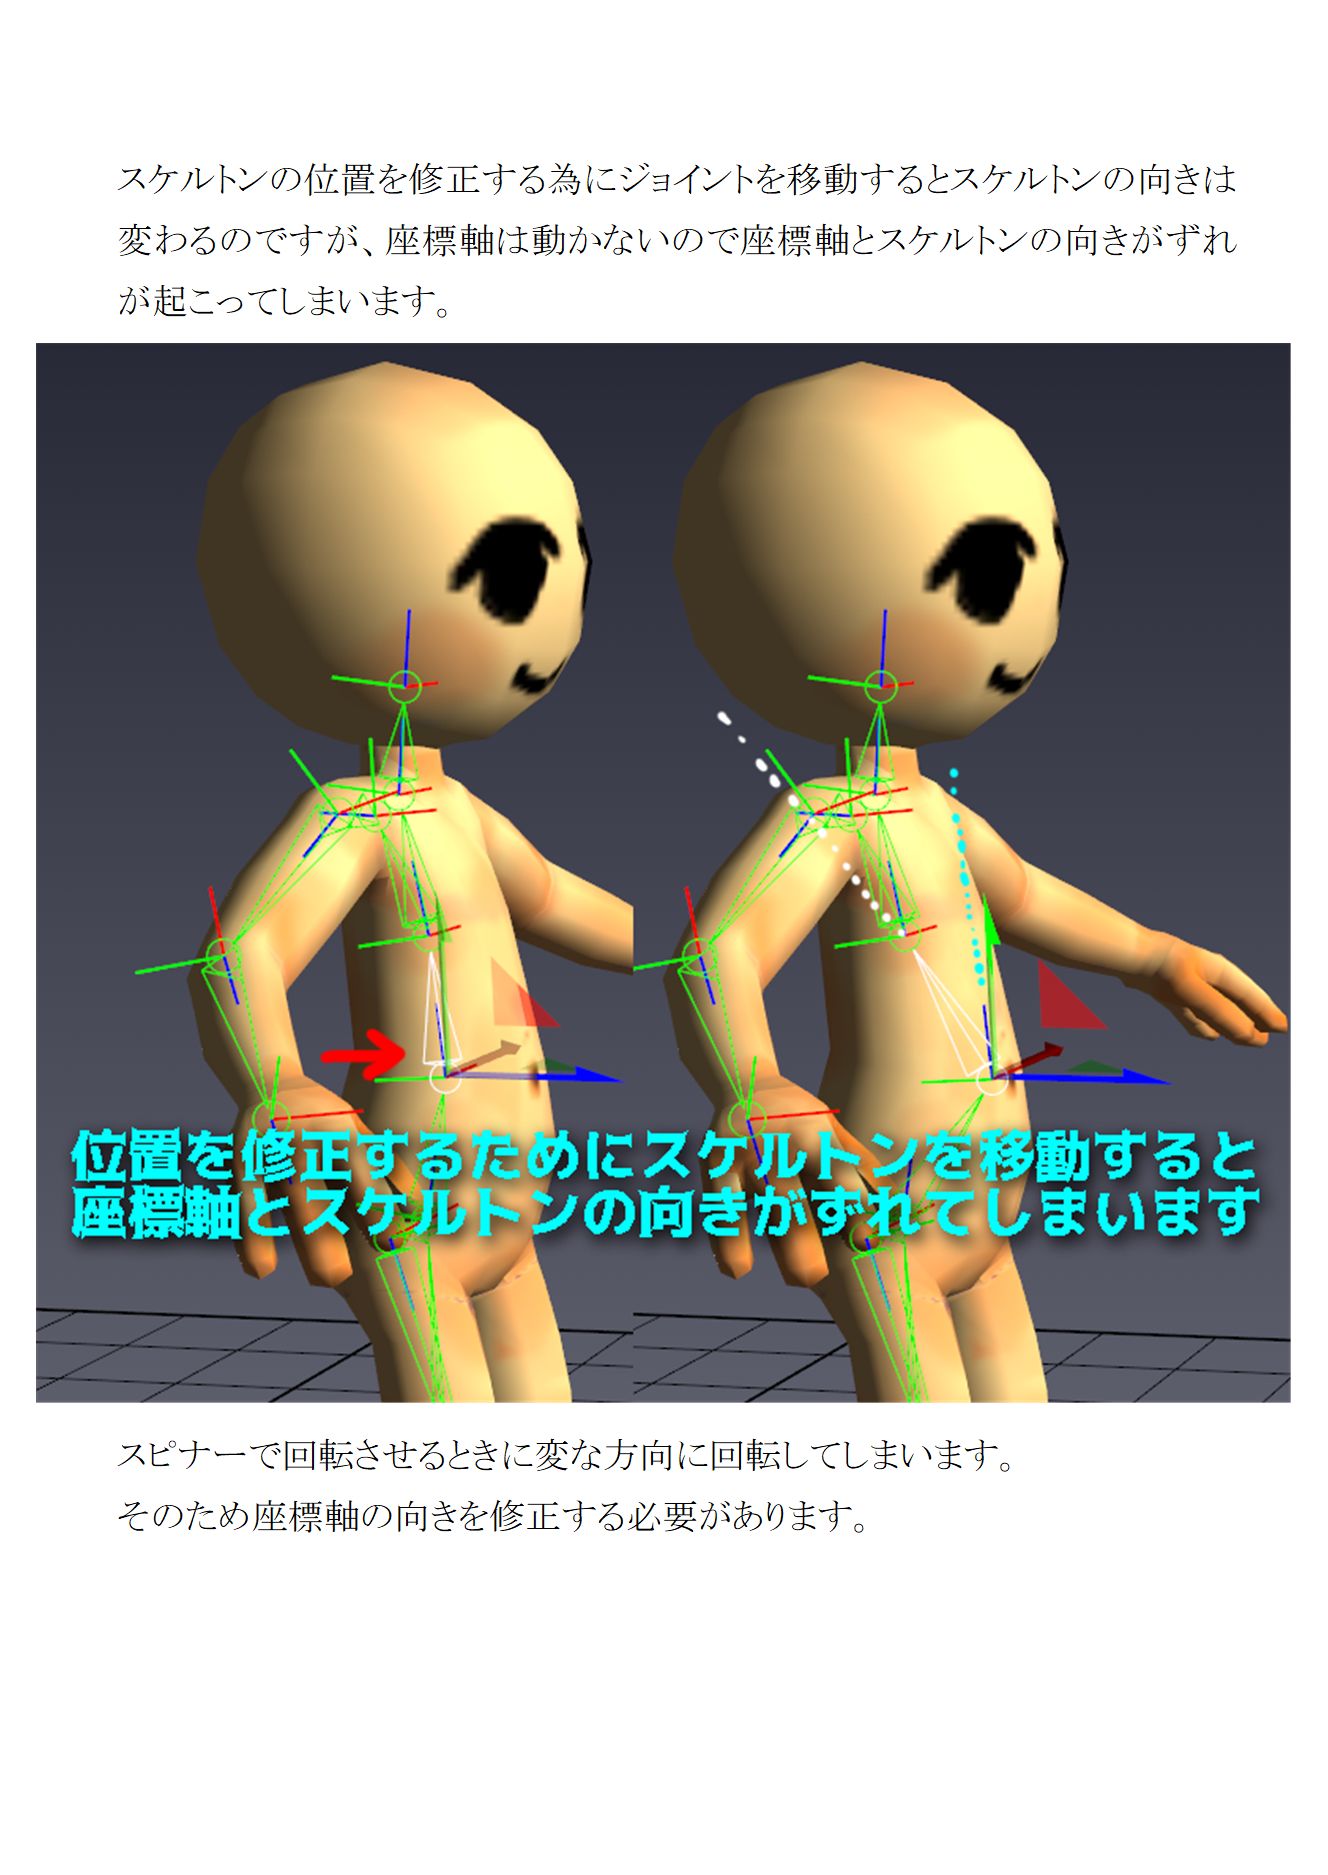 スケルトンの位置を修正する為にジョイントを移動するとスケルトンの向きは
変わるのですが、座標軸は動かないので座標軸とスケルトンの向きがずれ
が起こってしまいます。
位置を修正するためにスケルトンを移動すると
座標軸とスケルトンの向きがずれてしまいます
スピナーで回転させるときに変な方向に回転してしまいます。
そのため座標軸の向きを修正する必要があります。